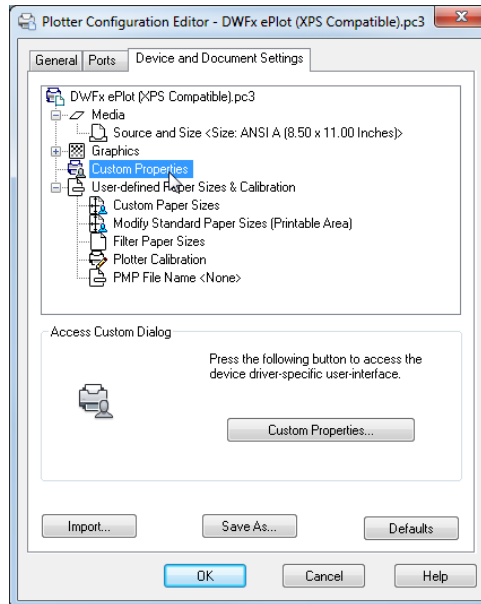 Plotter Configuration Editor - DWFx ePlot (XPS Compatible).pc3
General Ports Device and Document Settings
DWFx ePlot (XPS Compatible).pc3
Media
Source and Size <Size: ANSI A (8.50 x 11.00 Inches)>
Graphics
Custom Properties
User-defined Paper Sizes & Calibration
Custom Paper Sizes
Modify Standard Paper Sizes (Printable Area)
Filter Paper Sizes
Plotter Calibration
PMP File Name <None>
Access Custom Dialog
Press the following button to access the
device driver-specific user-interface.
Custom Properties...
Import... Save As... Defaults
OK Cancel Help